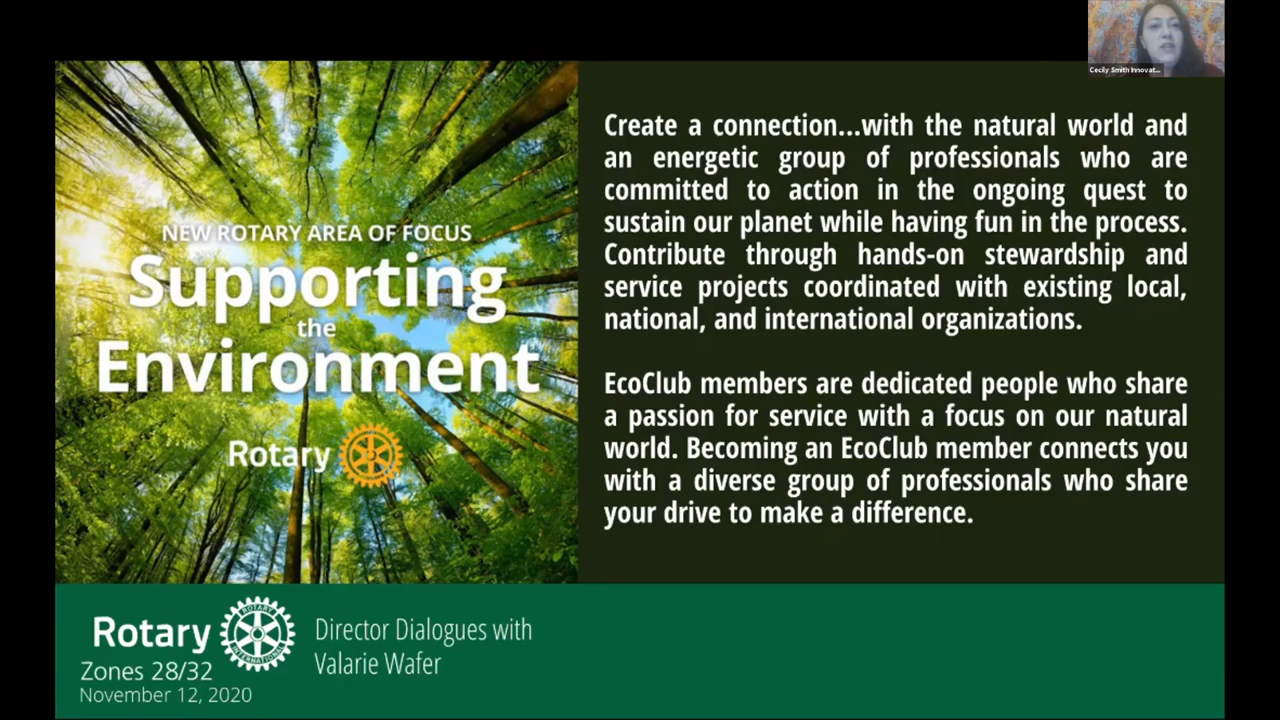 Cecily Smith Innovat...
NEW ROTARY AREA OF FOCUS
Supporting
the
Environment
Rotary
Create a connection...with the natural world and
an energetic group of professionals who are
committed to action in the ongoing quest to
sustain our planet while having fun in the process.
Contribute through hands-on stewardship and
service projects coordinated with existing local,
national, and international organizations.
EcoClub members are dedicated people who share
a passion for service with a focus on our natural
world. Becoming an EcoClub member connects you
with a diverse group of professionals who share
your drive to make a difference.
Rotary
ROTARY
INTERNATIONAL
Zones 28/32
November 12, 2020
Director Dialogues with
Valarie Wafer